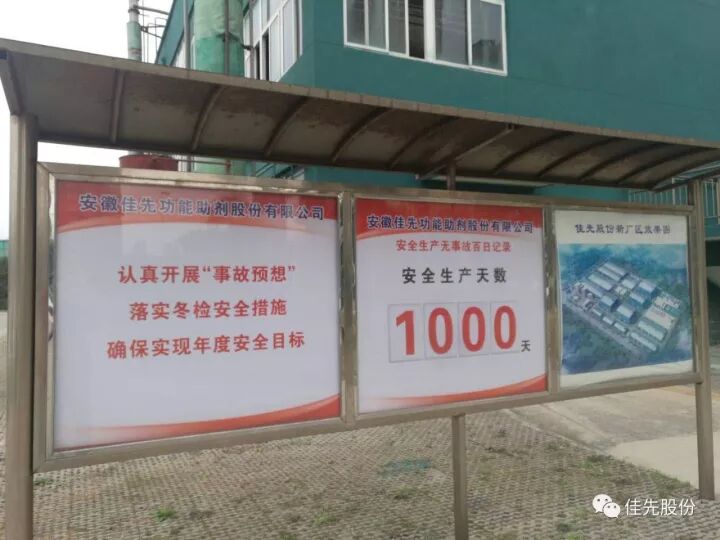 安徽佳先功能助剂股份有限公司
认真开展“事故预想”
落实冬检安全措施
确保实现年度安全目标
安徽佳先功能助剂股份有限公司
安全生产无事故百日记录
安全生产天数
1000天
佳先股份新厂区效果图
佳先股份